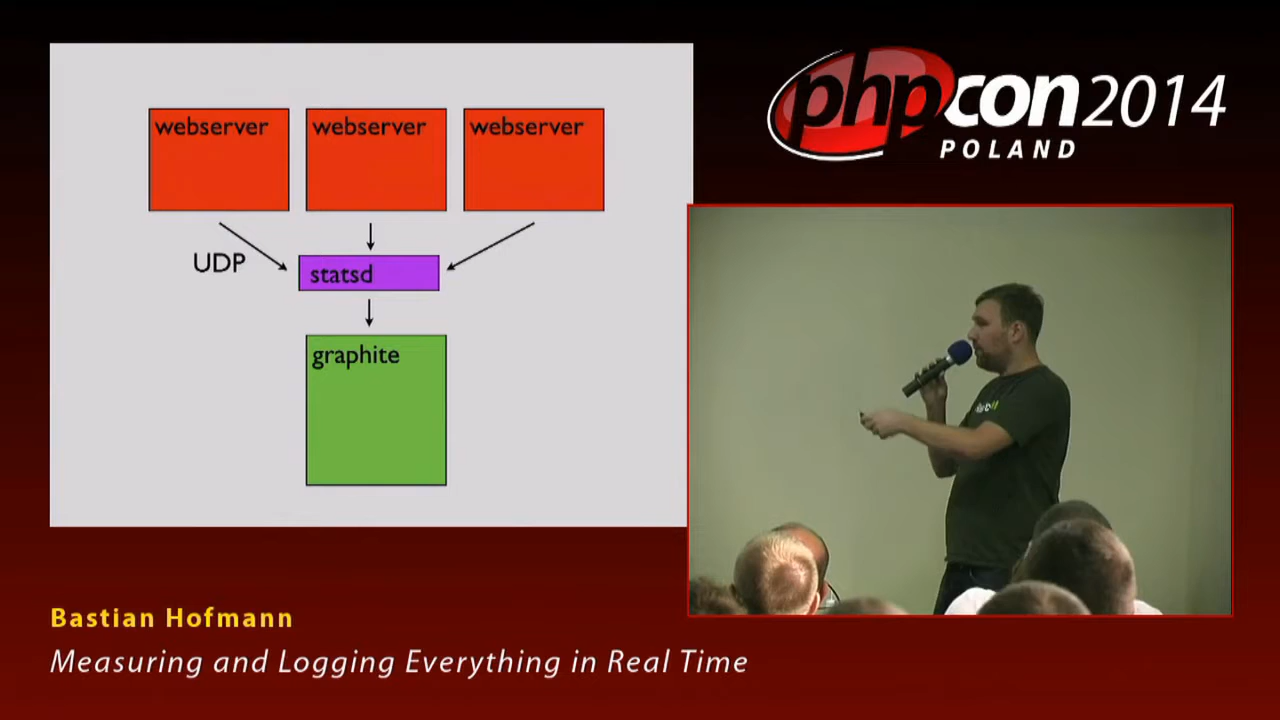 webserver webserver webserver
UDP
statsd
graphite
phpcon2014
POLAND
Bastian Hofmann
Measuring and Logging Everything in Real Time